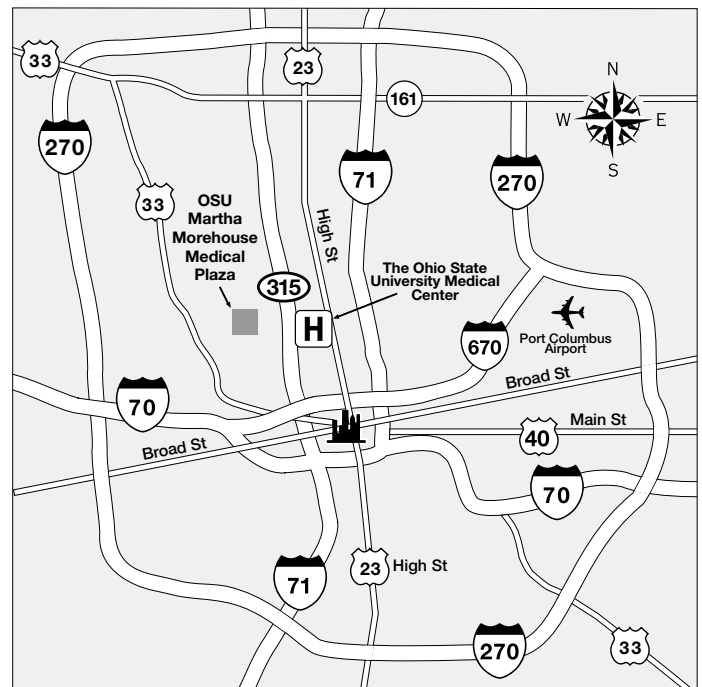 33
23
161
N
W
E
S
270
71
270
33
OSU
Martha
Morehouse
Medical
Plaza
High St
315
The Ohio State
University Medical
Center
H
670
Port Columbus
Airport
70
Broad St
Broad St
Main St
40
70
71
23
High St
270
33